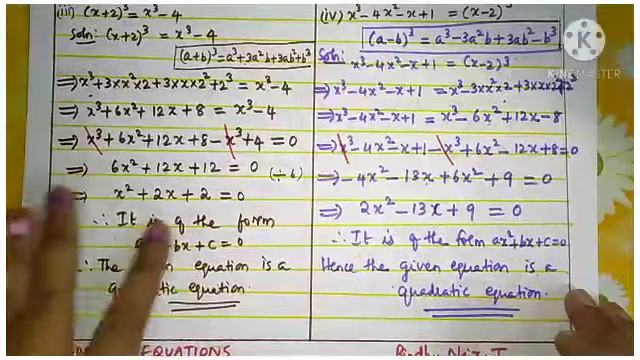 (iii) (x+2)³ = x³-4
Soln: (x+2)³ = x³-4
(a+b)³ = a³+3a²b+3ab²+b³
⇒ x³+3×x²×2+3×x×2²+2³ = x³-4
⇒ x³+6x²+12x+8 = x³-4
⇒ x³+6x²+12x+8-x³+4 = 0
⇒ 6x²+12x+12 = 0 (÷6)
⇒ x²+2x+2 = 0
∴ It is of the form
bx+c=0
∴ The equation is a
quadratic equation.
(iv) x³-4x²-x+1 = (x-2)³
(a-b)³ = a³-3a²b+3ab²-b³
Soln:
x³-4x²-x+1 = (x-2)³
⇒ x³-4x²-x+1 = x³-3×x²×2+3×x×2²-2³
⇒ x³-4x²-x+1 = x³-6x²+12x-8
⇒ x³-4x²-x+1-x³+6x²-12x+8=0
⇒ -4x²-13x+6x²+9 = 0
⇒ 2x²-13x+9 = 0
∴ It is of the form ax²+bx+c=0
Hence the given equation is a
quadratic equation.
EQUATIONS
KINEMASTER